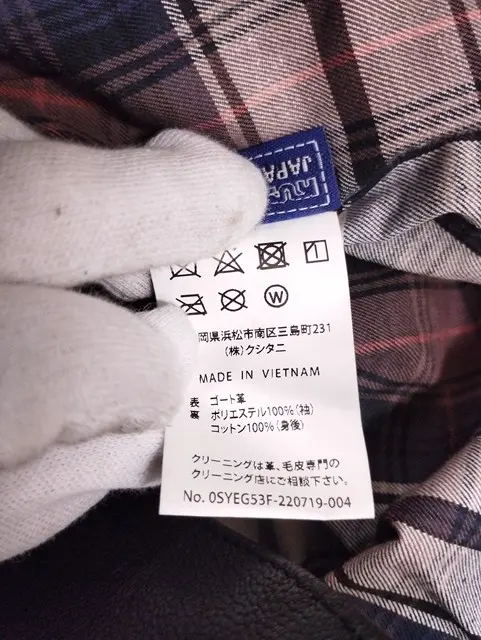 JAPAN
W
岡県浜松市南区三島町231
(株)クシタニ
MADE IN VIETNAM
表 ゴート革
裏 ポリエステル100%(袖)
コットン100%(身後)
クリーニングは革、毛皮専門の
クリーニング店にご相談下さい。
No. 0SYEG53F-220719-004